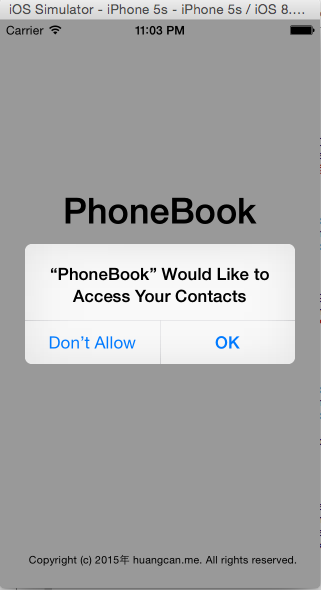 iOS Simulator - iPhone 5s - iPhone 5s / iOS 8....
Carrier 11:03 PM
PhoneBook
“PhoneBook” Would Like to
Access Your Contacts
Don’t Allow OK
Copyright (c) 2015年 huangcan.me. All rights reserved.